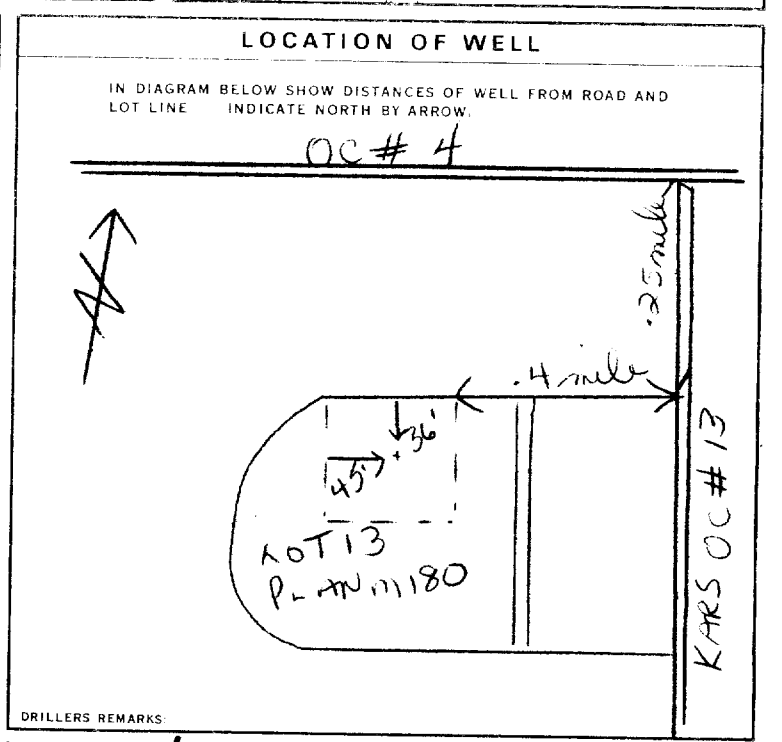 LOCATION OF WELL
IN DIAGRAM BELOW SHOW DISTANCES OF WELL FROM ROAD AND
LOT LINE INDICATE NORTH BY ARROW.
OC # 4
N
.25 mile
.4 mile
36'
45'
LOT 13
PLAN M180
KARS OC # 13
DRILLERS REMARKS: